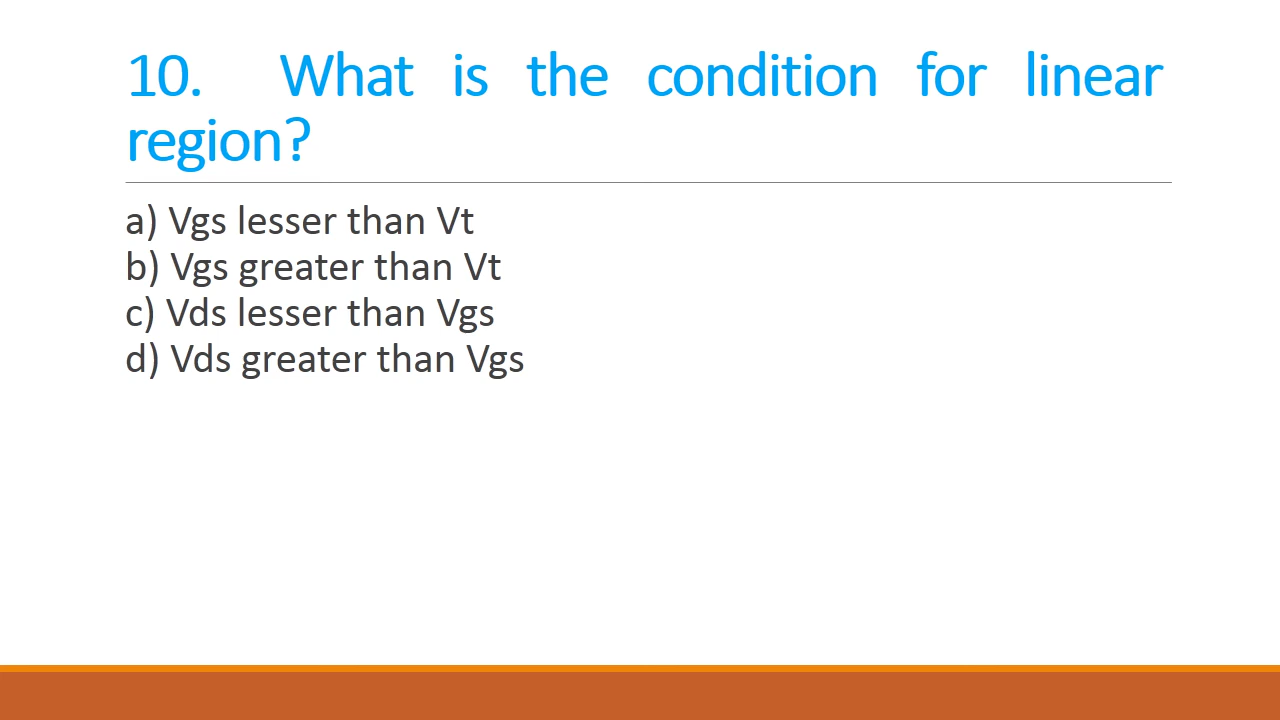 10. What is the condition for linear
region?
a) Vgs lesser than Vt
b) Vgs greater than Vt
c) Vds lesser than Vgs
d) Vds greater than Vgs